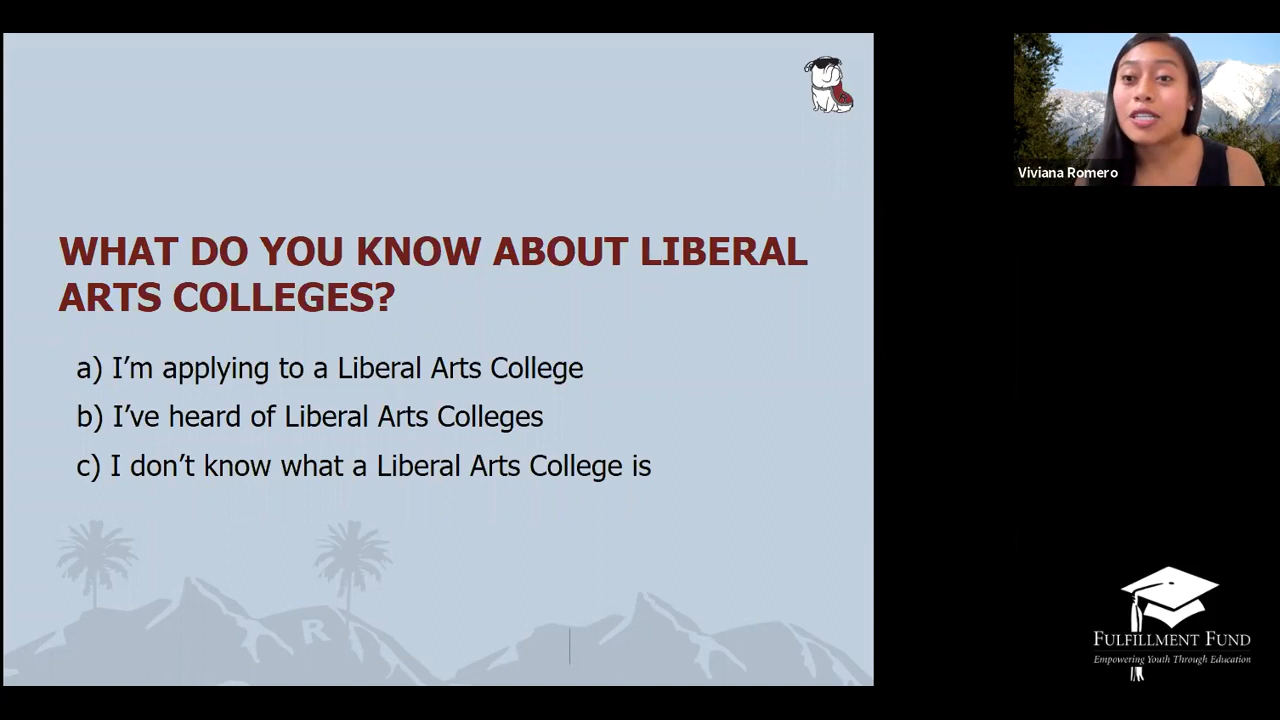 WHAT DO YOU KNOW ABOUT LIBERAL
ARTS COLLEGES?
a) I'm applying to a Liberal Arts College
b) I've heard of Liberal Arts Colleges
c) I don't know what a Liberal Arts College is
R
Viviana Romero
FULFILLMENT FUND
Empowering Youth Through Education